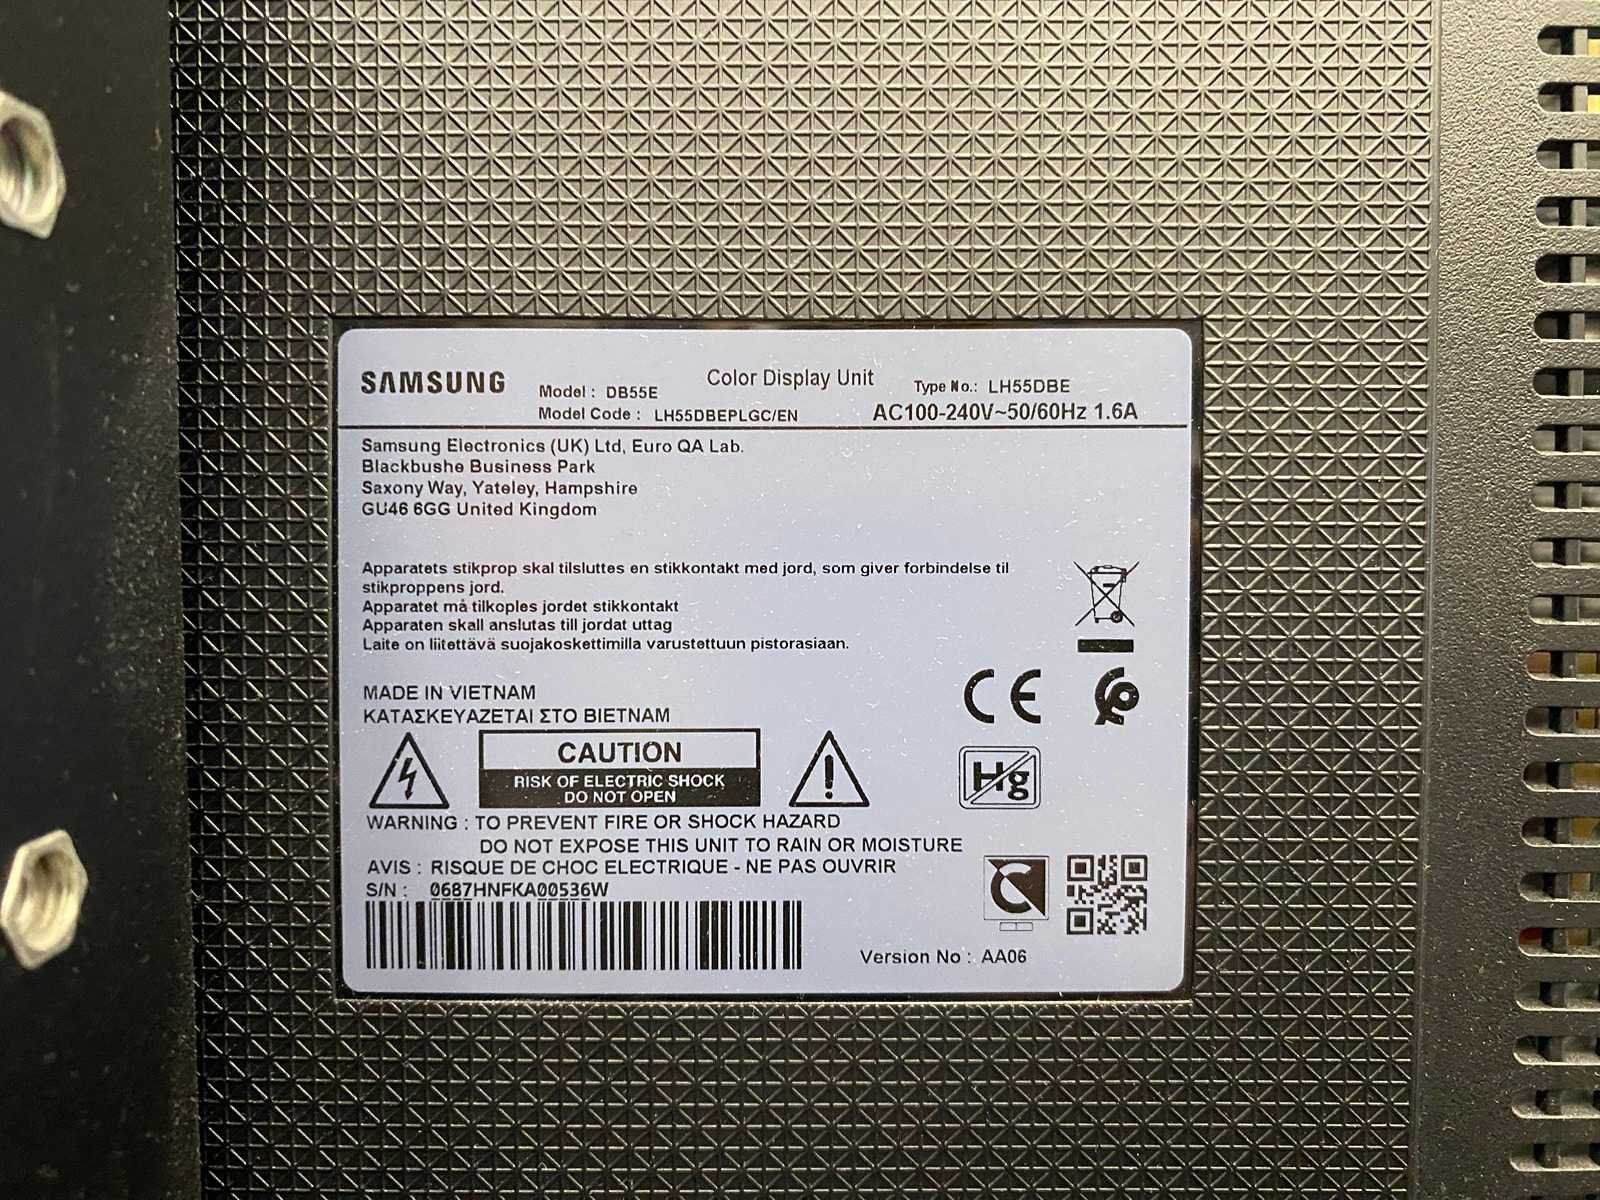 SAMSUNG
Color Display Unit
Model : DB55E
Type No.: LH55DBE
Model Code : LH55DBEPLGC/EN
AC100-240V~50/60Hz 1.6A
Samsung Electronics (UK) Ltd, Euro QA Lab.
Blackbushe Business Park
Saxony Way, Yateley, Hampshire
GU46 6GG United Kingdom
Apparatets stikprop skal tilsluttes en stikkontakt med jord, som giver forbindelse til
stikproppens jord.
Apparatet må tilkoples jordet stikkontakt
Apparaten skall anslutas till jordat uttag
Laite on liitettävä suojakoskettimilla varustettuun pistorasiaan.
MADE IN VIETNAM
ΚΑΤΑΣΚΕΥΑΖΕΤΑΙ ΣΤΟ ΒΙΕΤΝΑΜ
CE
CAUTION
RISK OF ELECTRIC SHOCK
DO NOT OPEN
Hg
WARNING : TO PREVENT FIRE OR SHOCK HAZARD
DO NOT EXPOSE THIS UNIT TO RAIN OR MOISTURE
AVIS : RISQUE DE CHOC ELECTRIQUE - NE PAS OUVRIR
S/N : 0687HNFKA00536W
Version No : AA06